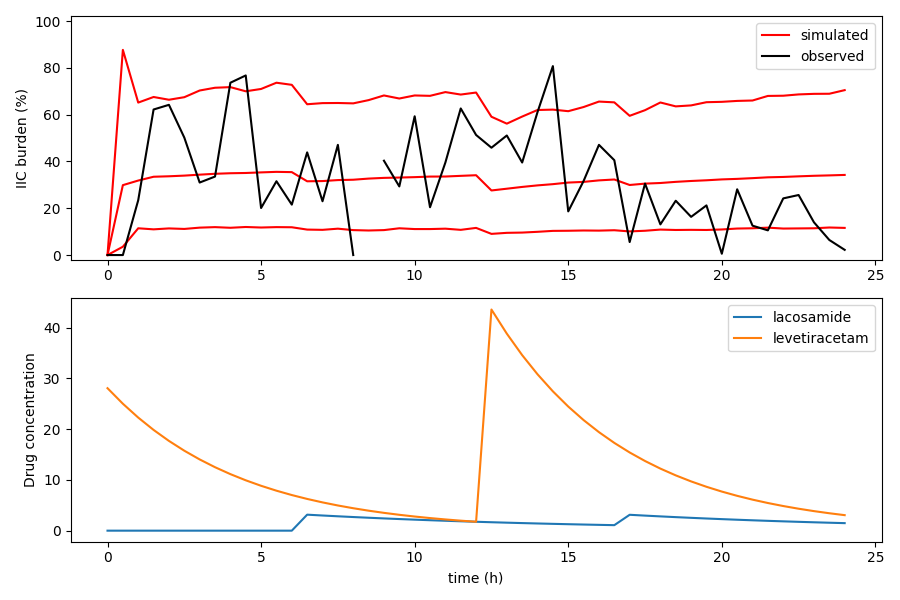 100
80
60
40
20
0
IIC burden (%)
simulated
observed
0 5 10 15 20 25
40
30
20
10
0
Drug concentration
lacosamide
levetiracetam
0 5 10 15 20 25
time (h)